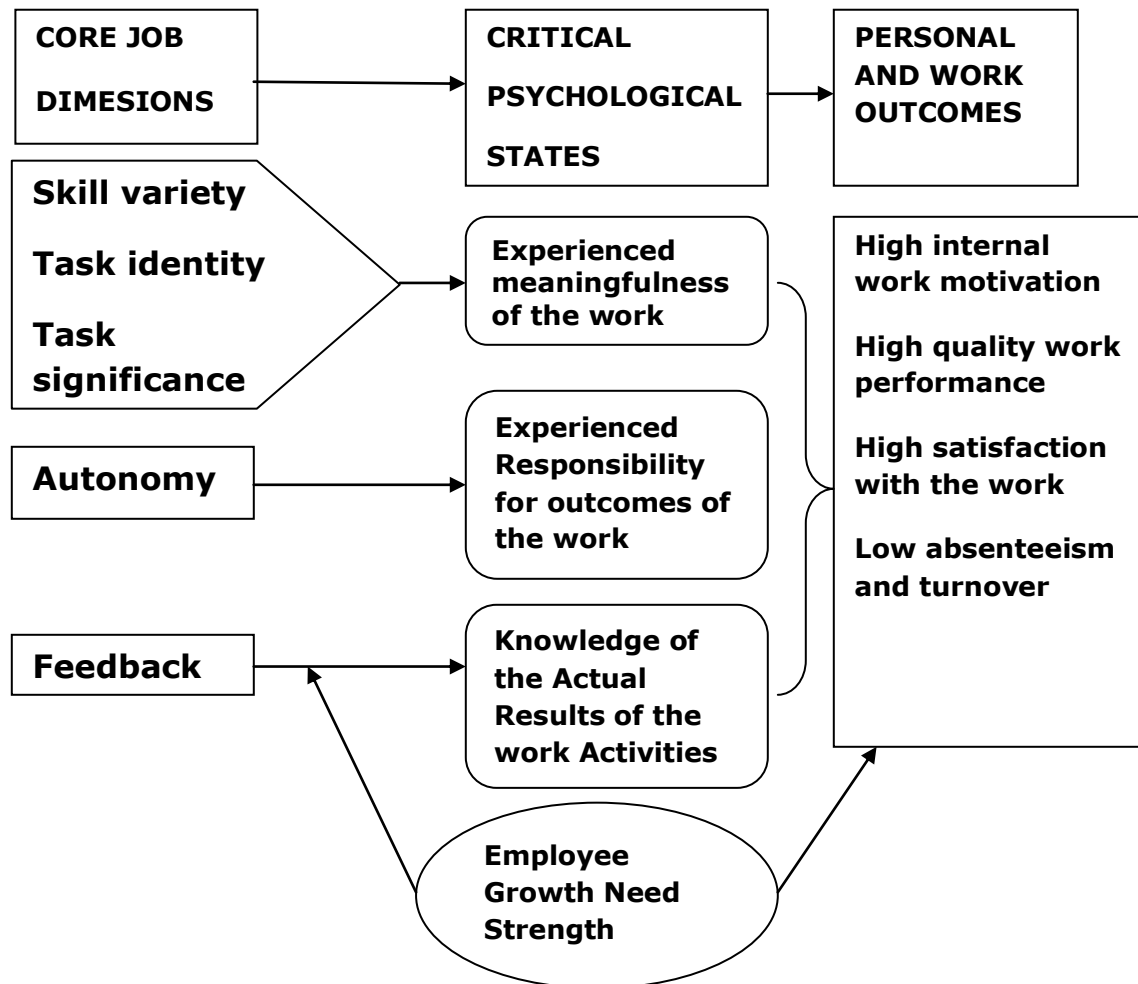 CORE JOB
DIMESIONS
CRITICAL
PSYCHOLOGICAL
STATES
PERSONAL
AND WORK
OUTCOMES
Skill variety
Task identity
Task
significance
Experienced
meaningfulness
of the work
High internal
work motivation
High quality work
performance
High satisfaction
with the work
Low absenteeism
and turnover
Autonomy
Experienced
Responsibility
for outcomes of
the work
Feedback
Knowledge of
the Actual
Results of the
work Activities
Employee
Growth Need
Strength